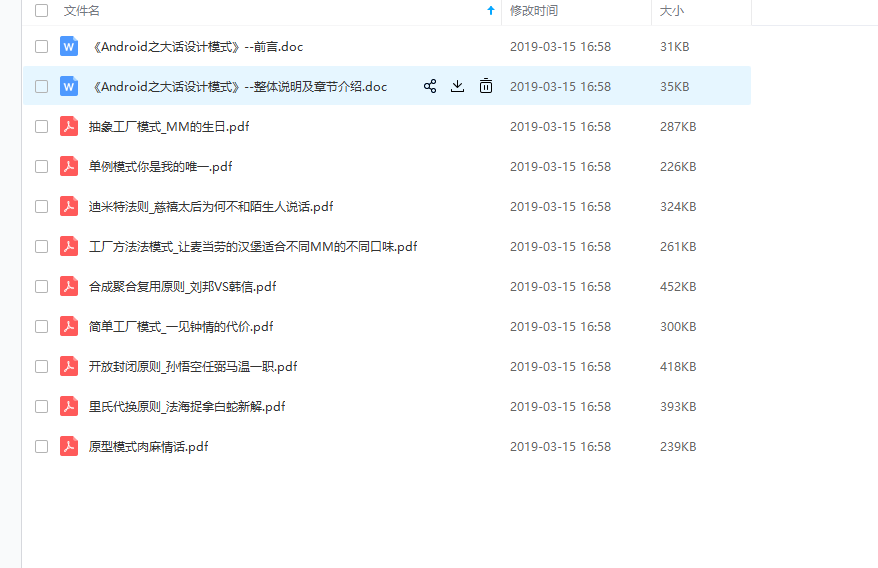 文件名 修改时间 大小
《Android之大话设计模式》--前言.doc 2019-03-15 16:58 31KB
《Android之大话设计模式》--整体说明及章节介绍.doc 2019-03-15 16:58 35KB
抽象工厂模式_MM的生日.pdf 2019-03-15 16:58 287KB
单例模式你是我的唯一.pdf 2019-03-15 16:58 226KB
迪米特法则_慈禧太后为何不和陌生人说话.pdf 2019-03-15 16:58 324KB
工厂方法法模式_让麦当劳的汉堡适合不同MM的不同口味.pdf 2019-03-15 16:58 261KB
合成聚合复用原则_刘邦VS韩信.pdf 2019-03-15 16:58 452KB
简单工厂模式_一见钟情的代价.pdf 2019-03-15 16:58 300KB
开放封闭原则_孙悟空任弼马温一职.pdf 2019-03-15 16:58 418KB
里氏代换原则_法海捉拿白蛇新解.pdf 2019-03-15 16:58 393KB
原型模式肉麻情话.pdf 2019-03-15 16:58 239KB